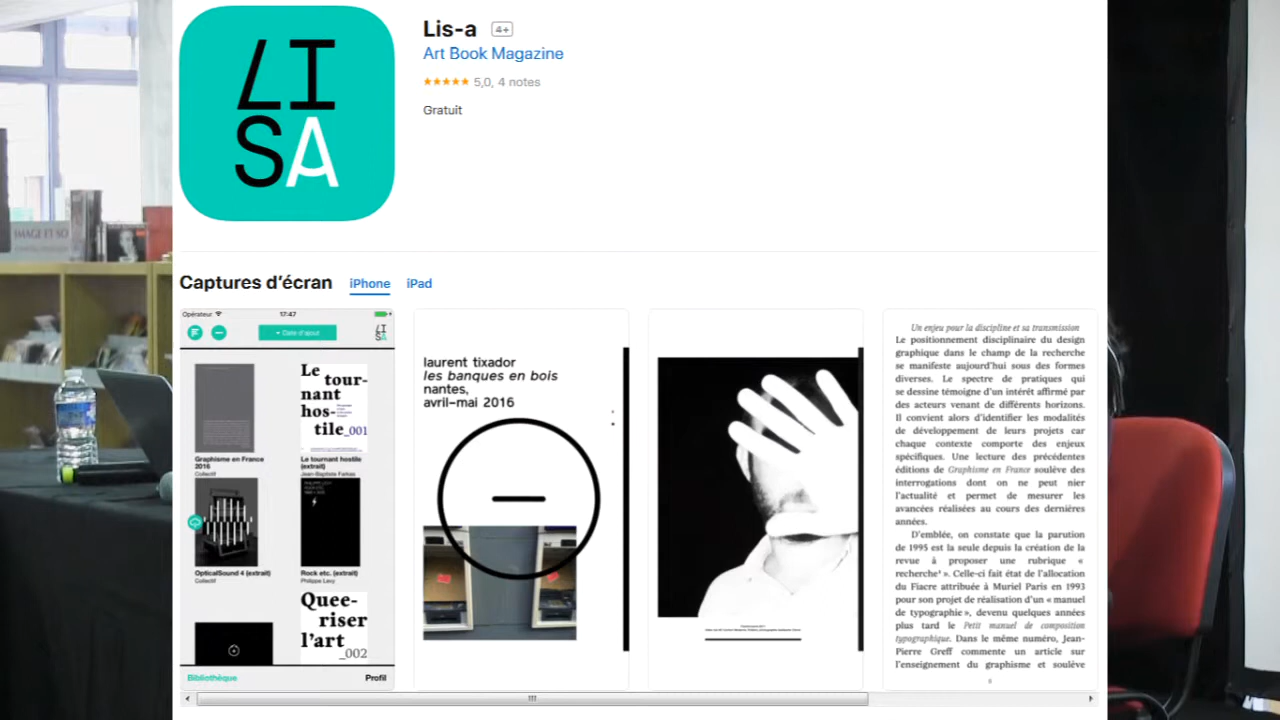 LI
SA
Lis-a 4+
Art Book Magazine
5,0, 4 notes
Gratuit
IMAGE ET SO
Captures d'écran iPhone iPad
Opérateur 17:47
Date d'ajout
LI
SA
Le
tour-
nant
hos-
tile_001
Graphisme en France
2016
Collectif
Le tournant hostile
(extrait)
Jean-Baptiste Farkas
OpticalSound 4 (extrait)
Collectif
Rock etc. (extrait)
Philippe Lacy
Quee-
riser
l'art
_002
Bibliothèque
Profil
laurent tixador
les banques en bois
nantes,
avril-mai 2016
Un enjeu pour la discipline et sa transmission
Le positionnement disciplinaire du design
graphique dans le champ de la recherche
se manifeste aujourd'hui sous des formes
diverses. Le spectre de pratiques qui
se dessine témoigne d'un intérêt affirmé par
des acteurs venant de différents horizons.
Il convient alors d'identifier les modalités
de développement de leurs projets car
chaque contexte comporte des enjeux
spécifiques. Une lecture des précédentes
éditions de Graphisme en France soulève des
interrogations dont on ne peut nier
l'actualité et permet de mesurer les
avancées réalisées au cours des dernières
années.
D'emblée, on constate que la parution
de 1995 est la seule depuis la création de la
revue à proposer une rubrique «
recherche¹ ». Celle-ci fait état de l'allocation
du Fiacre attribuée à Muriel Paris en 1993
pour son projet de réalisation d'un « manuel
de typographie », devenu quelques années
plus tard le Petit manuel de composition
typographique. Dans le même numéro, Jean-
Pierre Greff commente un article sur
l'enseignement du graphisme et soulève